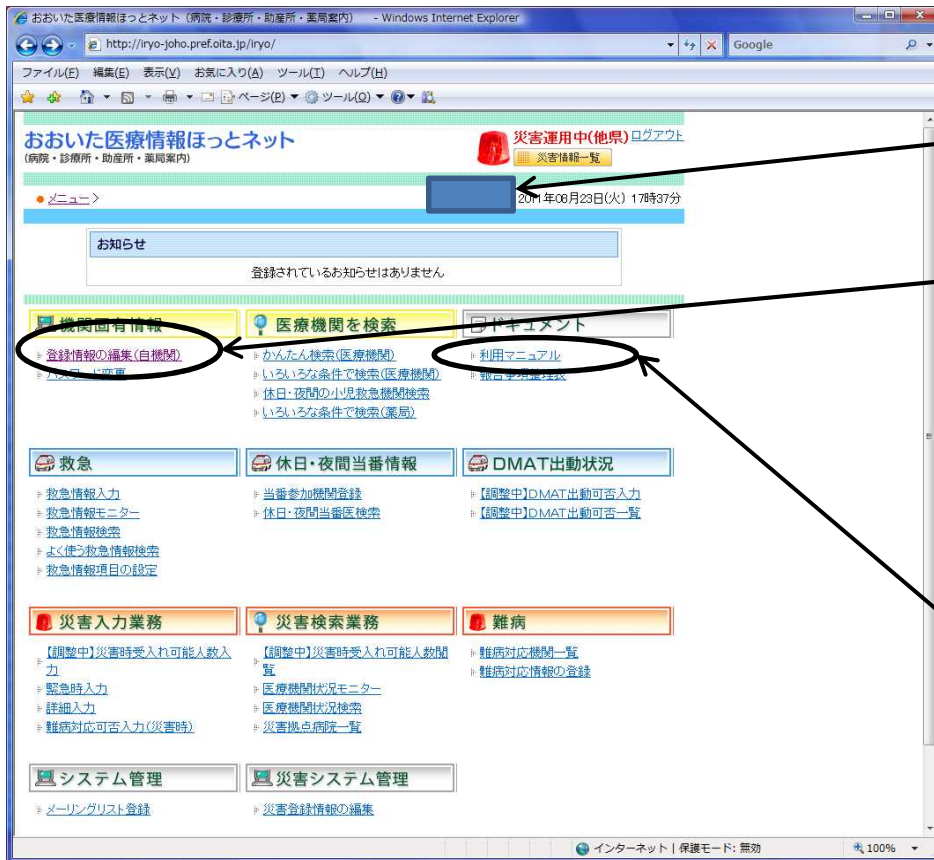 おおいた医療情報ほっとネット（病院・診療所・助産所・薬局案内） - Windows Internet Explorer
http://iryo-joho.pref.oita.jp/iryo/
Google
ファイル(F) 編集(E) 表示(V) お気に入り(A) ツール(T) ヘルプ(H)
ページ(P) ツール(O)
おおいた医療情報ほっとネット
(病院・診療所・助産所・薬局案内)
災害運用中(他県) ログアウト
災害情報一覧
メニュー >
2011年08月23日(火) 17時37分
お知らせ
登録されているお知らせはありません
機関固有情報
登録情報の編集(自機関)
パスワード変更
医療機関を検索
かんたん検索(医療機関)
いろいろな条件で検索(医療機関)
休日・夜間の小児救急機関検索
いろいろな条件で検索(薬局)
ドキュメント
利用マニュアル
報告事項整理表
救急
救急情報入力
救急情報モニター
救急情報検索
よく使う救急情報検索
救急情報項目の設定
休日・夜間当番情報
当番参加機関登録
休日・夜間当番医検索
DMAT出動状況
【調整中】DMAT出動可否入力
【調整中】DMAT出動可否一覧
災害入力業務
【調整中】災害時受入れ可能人数入
力
緊急時入力
詳細入力
難病対応可否入力(災害時)
災害検索業務
【調整中】災害時受入れ可能人数閲
覧
医療機関状況モニター
医療機関状況検索
災害拠点病院一覧
難病
難病対応機関一覧
難病対応情報の登録
システム管理
メーリングリスト登録
災害システム管理
災害登録情報の編集
インターネット | 保護モード: 無効
100%